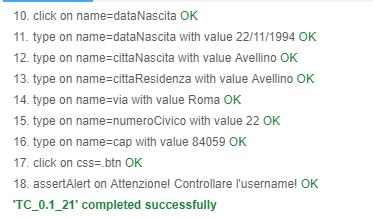 10. click on name=dataNascita OK
11. type on name=dataNascita with value 22/11/1994 OK
12. type on name=cittaNascita with value Avellino OK
13. type on name=cittaResidenza with value Avellino OK
14. type on name=via with value Roma OK
15. type on name=numeroCivico with value 22 OK
16. type on name=cap with value 84059 OK
17. click on css=.btn OK
18. assertAlert on Attenzione! Controllare l'username! OK
'TC_0.1_21' completed successfully